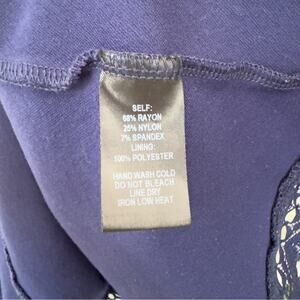 SELF:
68% RAYON
25% NYLON
7% SPANDEX
LINING:
100% POLYESTER
HAND WASH COLD
DO NOT BLEACH
LINE DRY
IRON LOW HEAT